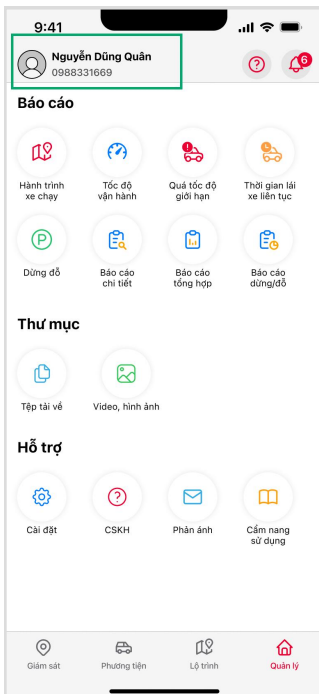 9:41
Nguyễn Dũng Quân
0988331669
6
Báo cáo
Hành trình
xe chạy
Tốc độ
vận hành
Quá tốc độ
giới hạn
Thời gian lái
xe liên tục
P
Dừng đỗ
Báo cáo
chi tiết
Báo cáo
tổng hợp
Báo cáo
dừng/đỗ
Thư mục
Tệp tải về
Video, hình ảnh
Hỗ trợ
Cài đặt
CSKH
Phản ánh
Cẩm nang
sử dụng
Giám sát
Phương tiện
Lộ trình
Quản lý